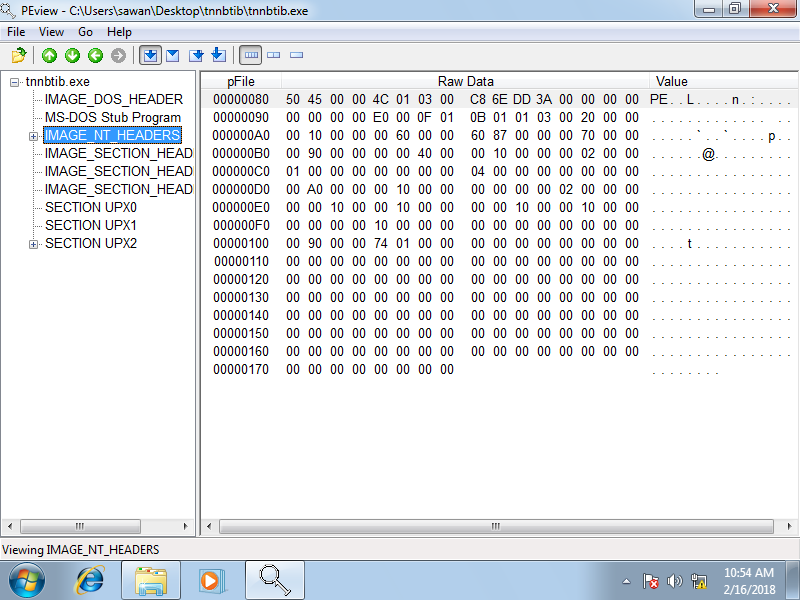 PEview - C:\Users\sawan\Desktop\tnnbtib\tnnbtib.exe
File View Go Help
tnnbtib.exe
IMAGE_DOS_HEADER
MS-DOS Stub Program
IMAGE_NT_HEADERS
IMAGE_SECTION_HEAD
IMAGE_SECTION_HEAD
IMAGE_SECTION_HEAD
SECTION UPX0
SECTION UPX1
SECTION UPX2
pFile Raw Data Value
00000080 50 45 00 00 4C 01 03 00 C8 6E DD 3A 00 00 00 00 PE..L....n.:....
00000090 00 00 00 00 E0 00 0F 01 0B 01 01 03 00 20 00 00 ............. ..
000000A0 00 10 00 00 00 60 00 00 60 87 00 00 00 70 00 00 .....`..`....p..
000000B0 00 90 00 00 00 00 40 00 00 10 00 00 00 02 00 00 ......@.........
000000C0 01 00 00 00 00 00 00 00 04 00 00 00 00 00 00 00 ................
000000D0 00 A0 00 00 00 10 00 00 00 00 00 00 02 00 00 00 ................
000000E0 00 00 10 00 00 10 00 00 00 00 10 00 00 10 00 00 ................
000000F0 00 00 00 00 10 00 00 00 00 00 00 00 00 00 00 00 ................
00000100 00 90 00 00 74 01 00 00 00 00 00 00 00 00 00 00 ....t...........
00000110 00 00 00 00 00 00 00 00 00 00 00 00 00 00 00 00 ................
00000120 00 00 00 00 00 00 00 00 00 00 00 00 00 00 00 00 ................
00000130 00 00 00 00 00 00 00 00 00 00 00 00 00 00 00 00 ................
00000140 00 00 00 00 00 00 00 00 00 00 00 00 00 00 00 00 ................
00000150 00 00 00 00 00 00 00 00 00 00 00 00 00 00 00 00 ................
00000160 00 00 00 00 00 00 00 00 00 00 00 00 00 00 00 00 ................
00000170 00 00 00 00 00 00 00 00 ........
Viewing IMAGE_NT_HEADERS
10:54 AM
2/16/2018